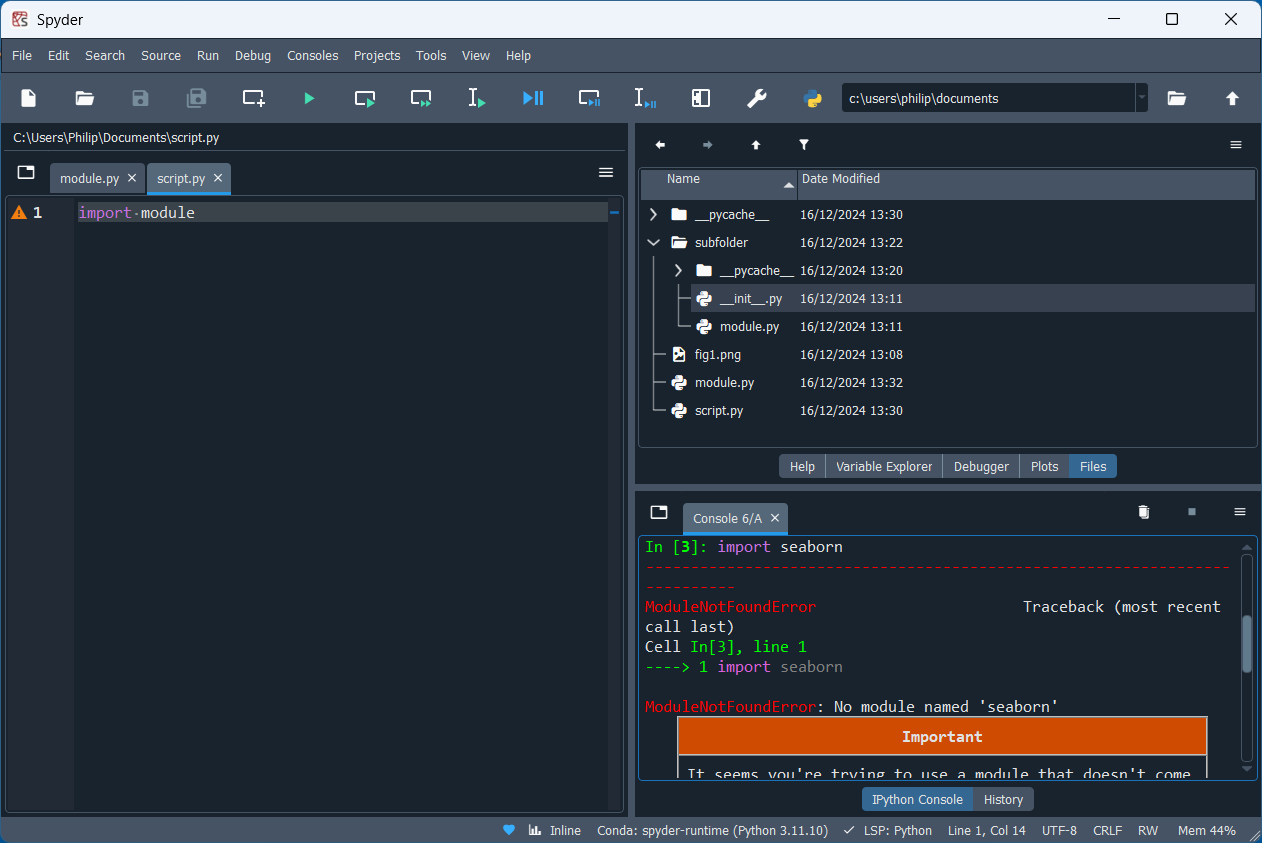 Spyder
File Edit Search Source Run Debug Consoles Projects Tools View Help
c:\users\philip\documents
C:\Users\Philip\Documents\script.py
module.py
script.py
1 import module
Name Date Modified
__pycache__ 16/12/2024 13:30
subfolder 16/12/2024 13:22
__pycache__ 16/12/2024 13:20
__init__.py 16/12/2024 13:11
module.py 16/12/2024 13:11
fig1.png 16/12/2024 13:08
module.py 16/12/2024 13:32
script.py 16/12/2024 13:30
Help Variable Explorer Debugger Plots Files
Console 6/A
In [3]: import seaborn
---------------------------------------------------------------------------
ModuleNotFoundError Traceback (most recent
call last)
Cell In[3], line 1
----> 1 import seaborn
ModuleNotFoundError: No module named 'seaborn'
Important
It seems you're trying to use a module that doesn't come
IPython Console History
Inline Conda: spyder-runtime (Python 3.11.10) LSP: Python Line 1, Col 14 UTF-8 CRLF RW Mem 44%